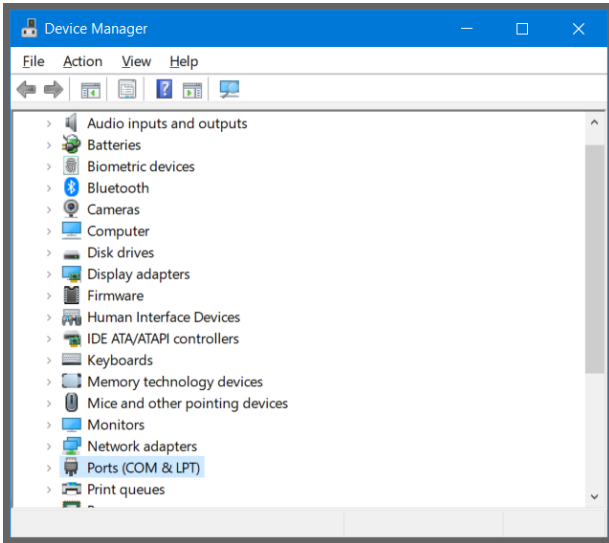 Device Manager
File Action View Help
Audio inputs and outputs
Batteries
Biometric devices
Bluetooth
Cameras
Computer
Disk drives
Display adapters
Firmware
Human Interface Devices
IDE ATA/ATAPI controllers
Keyboards
Memory technology devices
Mice and other pointing devices
Monitors
Network adapters
Ports (COM & LPT)
Print queues